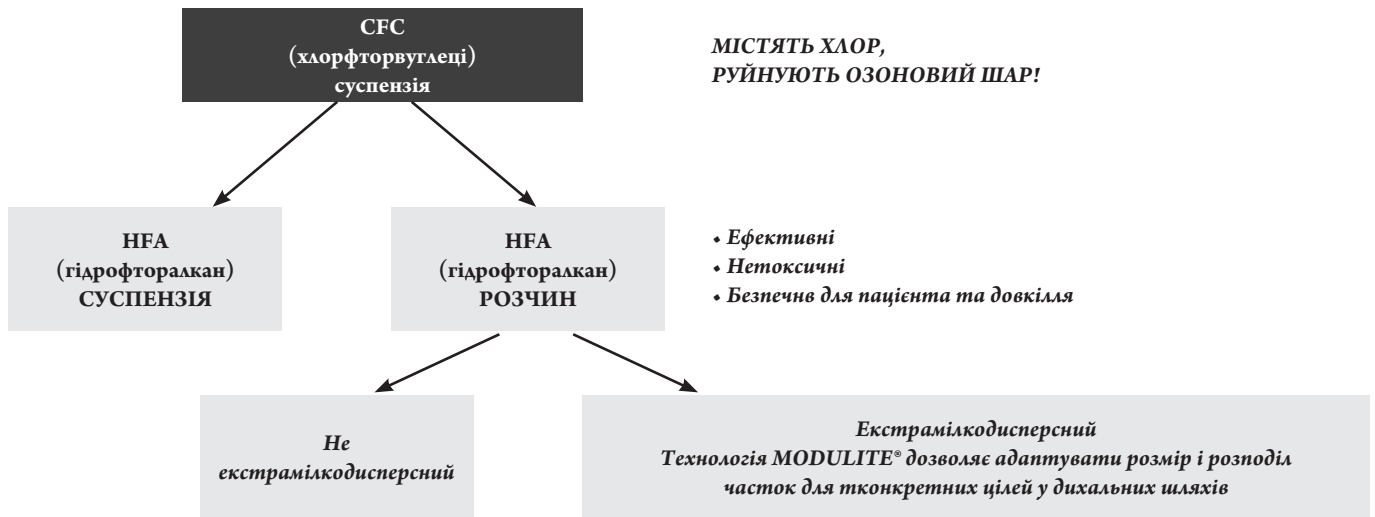 CFC
(хлорфторвуглеці)
суспензія
МІСТЯТЬ ХЛОР,
РУЙНУЮТЬ ОЗОНОВИЙ ШАР!
HFA
(гідрофторалкан)
СУСПЕНЗІЯ
HFA
(гідрофторалкан)
РОЗЧИН
• Ефективні
• Нетоксичні
• Безпечнв для пацієнта та довкілля
Не
екстрамілкодисперсний
Екстрамілкодисперсний
Технологія MODULITE® дозволяє адаптувати розмір і розподіл
часток для тконкретних цілей у дихальних шляхів